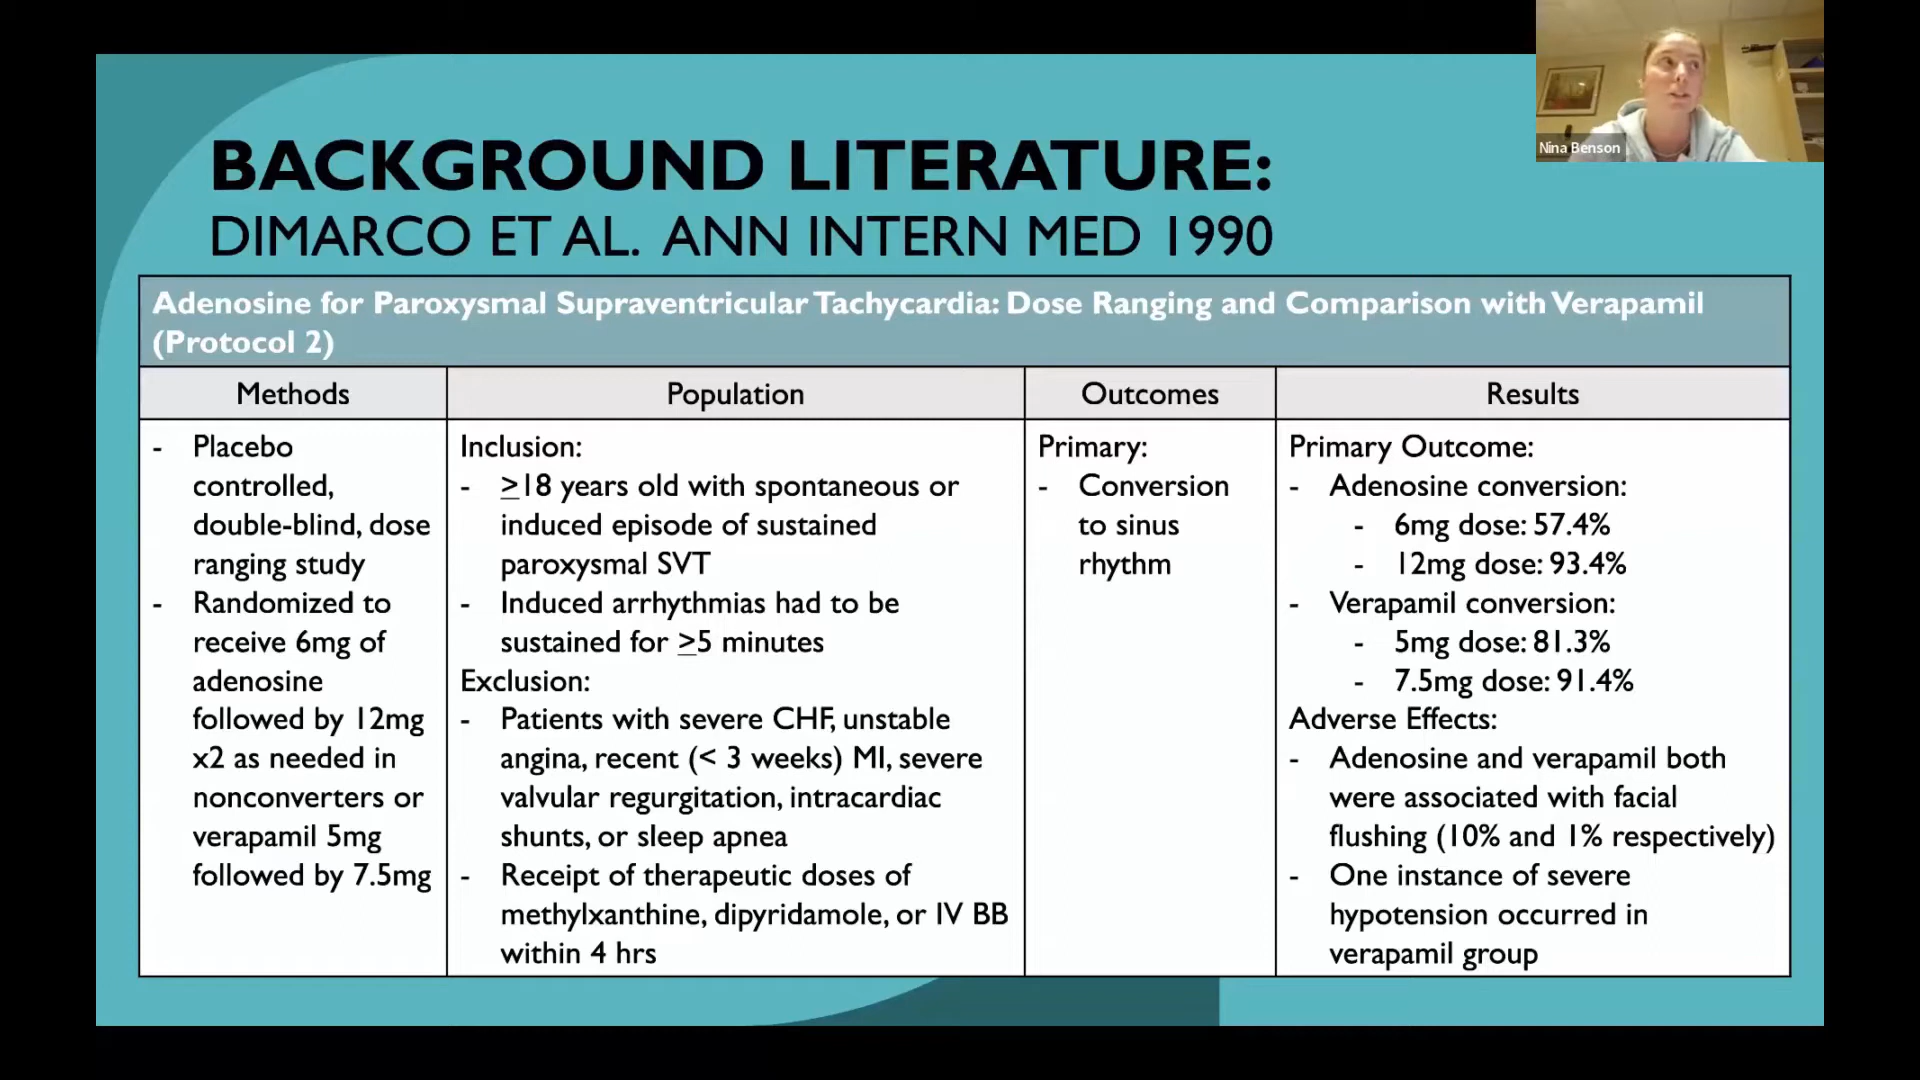 Nina Benson
BACKGROUND LITERATURE:
DIMARCO ET AL. ANN INTERN MED 1990
Adenosine for Paroxysmal Supraventricular Tachycardia: Dose Ranging and Comparison with Verapamil
(Protocol 2)
Methods
- Placebo
controlled,
double-blind, dose
ranging study
- Randomized to
receive 6mg of
adenosine
followed by 12mg
x2 as needed in
nonconverters or
verapamil 5mg
followed by 7.5mg
Population
Inclusion:
- ≥18 years old with spontaneous or
induced episode of sustained
paroxysmal SVT
- Induced arrhythmias had to be
sustained for ≥5 minutes
Exclusion:
- Patients with severe CHF, unstable
angina, recent (< 3 weeks) MI, severe
valvular regurgitation, intracardiac
shunts, or sleep apnea
- Receipt of therapeutic doses of
methylxanthine, dipyridamole, or IV BB
within 4 hrs
Outcomes
Primary:
- Conversion
to sinus
rhythm
Results
Primary Outcome:
- Adenosine conversion:
- 6mg dose: 57.4%
- 12mg dose: 93.4%
- Verapamil conversion:
- 5mg dose: 81.3%
- 7.5mg dose: 91.4%
Adverse Effects:
- Adenosine and verapamil both
were associated with facial
flushing (10% and 1% respectively)
- One instance of severe
hypotension occurred in
verapamil group